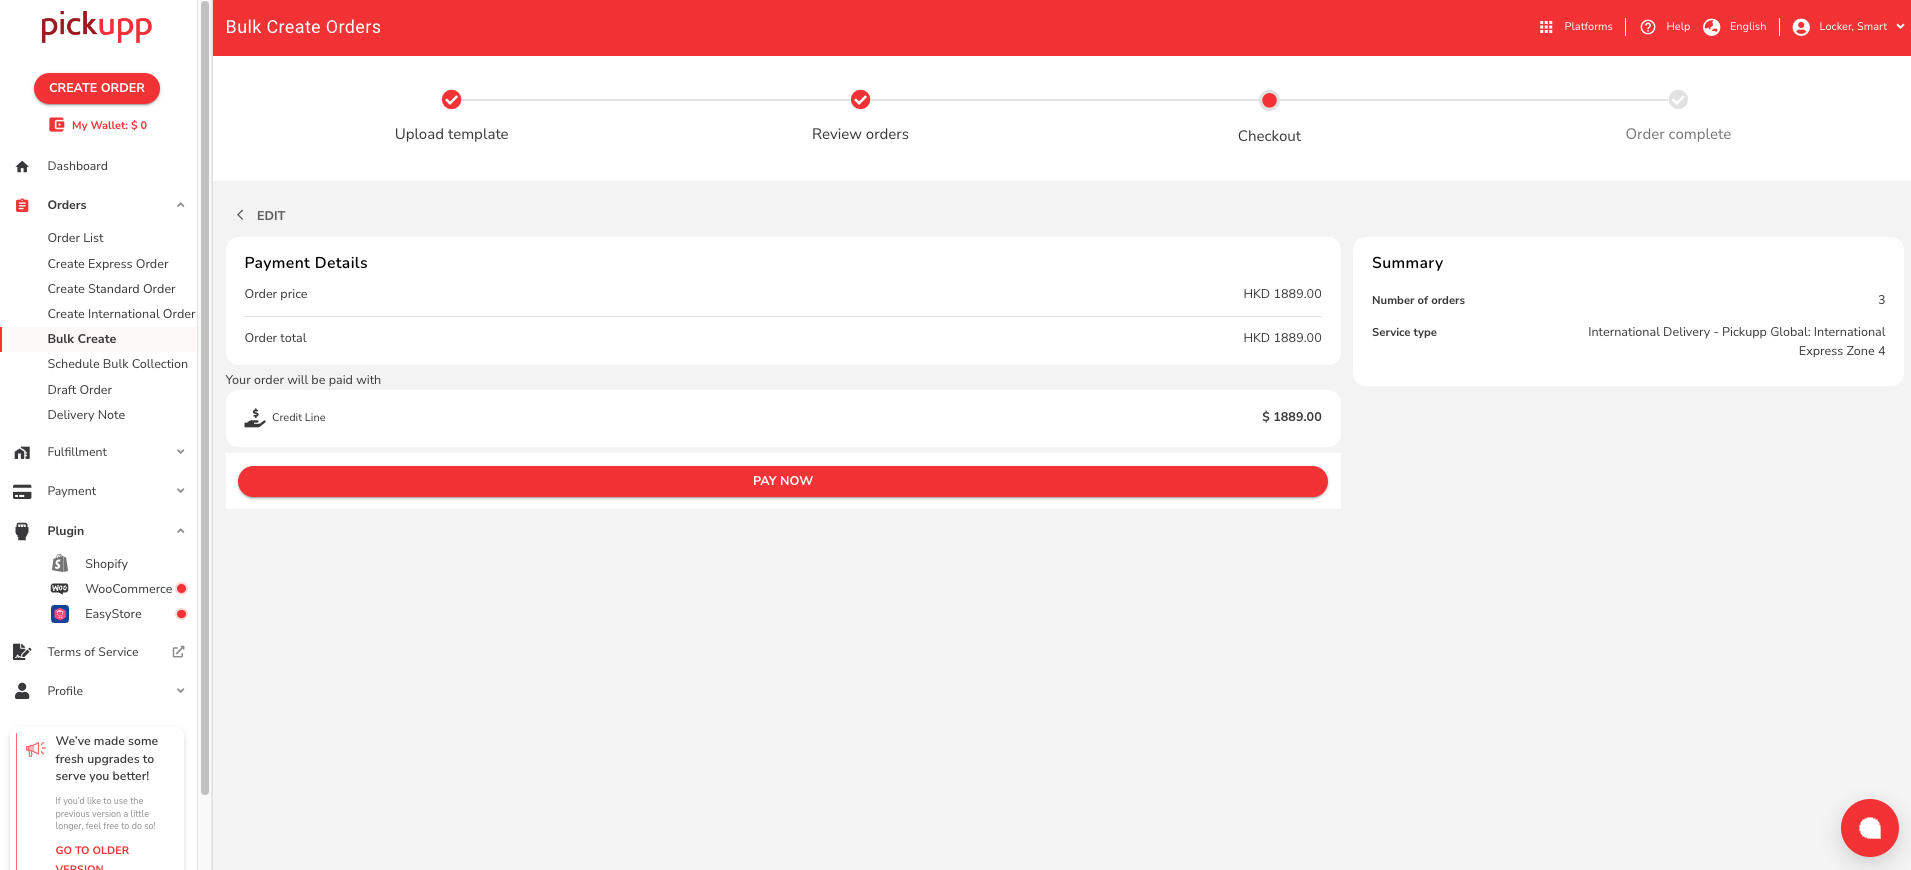 pickupp
CREATE ORDER
My Wallet: $ 0
Dashboard
Orders
Order List
Create Express Order
Create Standard Order
Create International Order
Bulk Create
Schedule Bulk Collection
Draft Order
Delivery Note
Fulfillment
Payment
Plugin
Shopify
WooCommerce
EasyStore
Terms of Service
Profile
We've made some
fresh upgrades to
serve you better!
If you'd like to use the
previous version a little
longer, feel free to do so!
GO TO OLDER
VERSION
Bulk Create Orders
Platforms
Help
English
Locker, Smart
Upload template
Review orders
Checkout
Order complete
EDIT
Payment Details
Order price HKD 1889.00
Order total HKD 1889.00
Your order will be paid with
Credit Line $ 1889.00
PAY NOW
Summary
Number of orders 3
Service type International Delivery - Pickupp Global: International
Express Zone 4